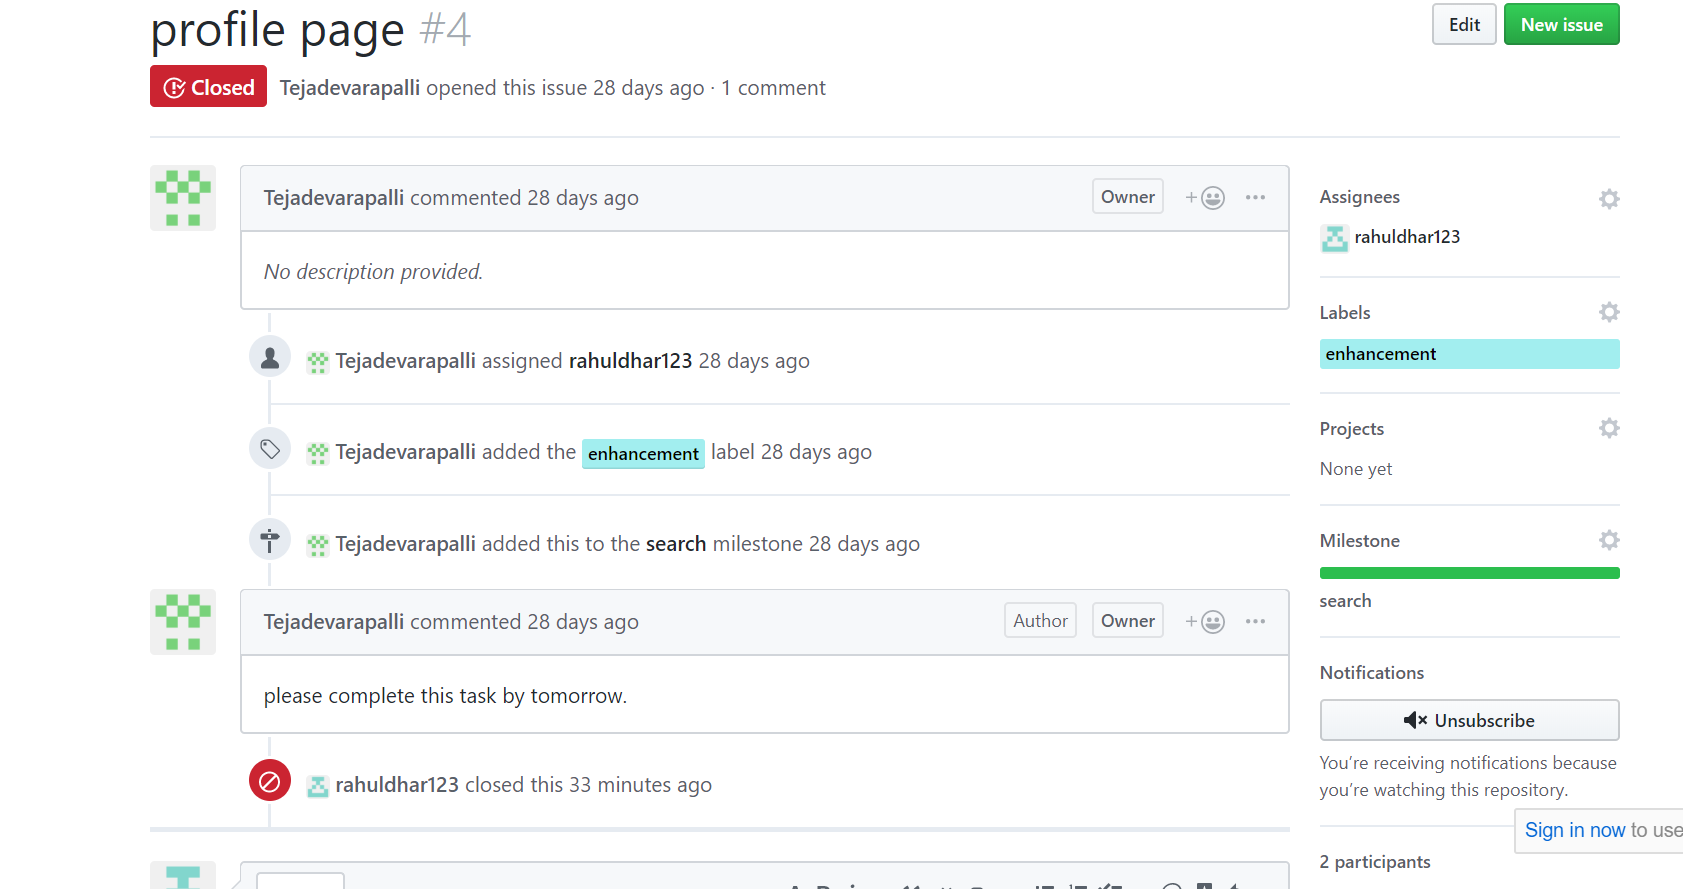 profile page #4
Edit
New issue
Closed
Tejadevarapalli opened this issue 28 days ago · 1 comment
Tejadevarapalli commented 28 days ago
Owner
No description provided.
Tejadevarapalli assigned rahuldhar123 28 days ago
Tejadevarapalli added the enhancement label 28 days ago
Tejadevarapalli added this to the search milestone 28 days ago
Tejadevarapalli commented 28 days ago
Author
Owner
please complete this task by tomorrow.
rahuldhar123 closed this 33 minutes ago
Assignees
rahuldhar123
Labels
enhancement
Projects
None yet
Milestone
search
Notifications
Unsubscribe
You’re receiving notifications because
you’re watching this repository.
Sign in now to use
2 participants